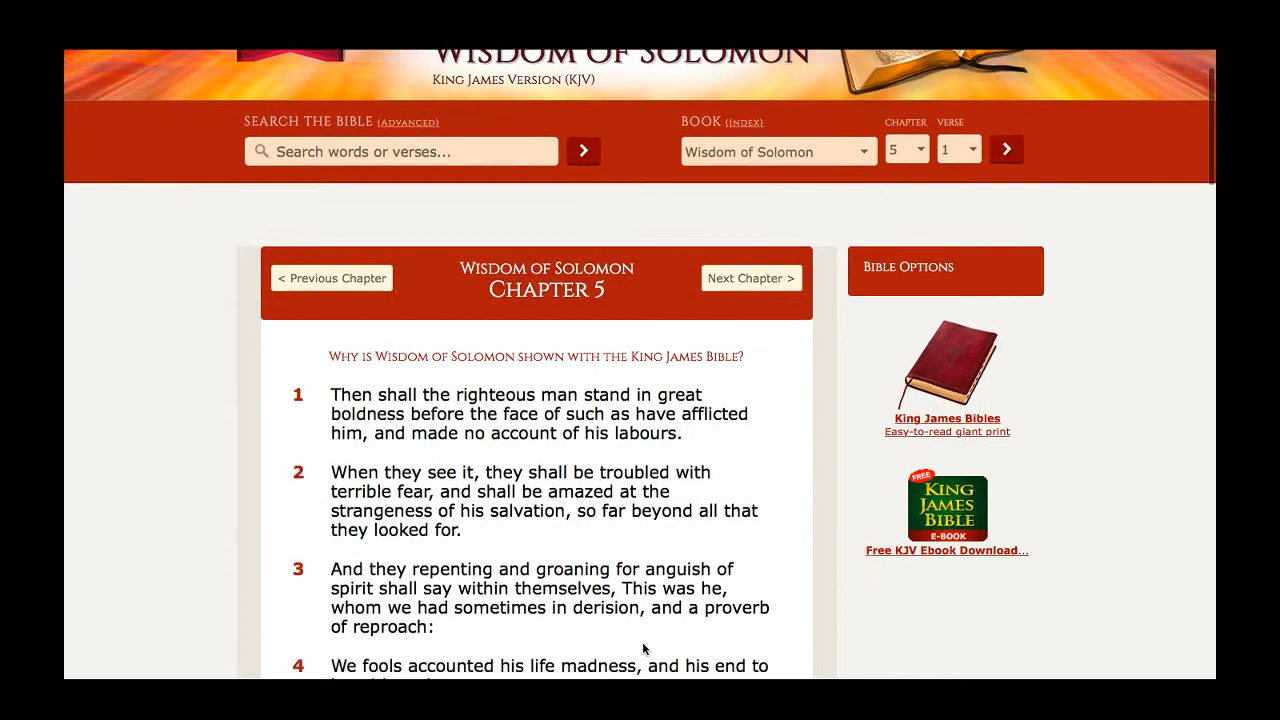 WISDOM OF SOLOMON
KING JAMES VERSION (KJV)
SEARCH THE BIBLE (ADVANCED)
Search words or verses...
BOOK (INDEX)
CHAPTER
VERSE
Wisdom of Solomon
5
1
< Previous Chapter
WISDOM OF SOLOMON
CHAPTER 5
Next Chapter >
WHY IS WISDOM OF SOLOMON SHOWN WITH THE KING JAMES BIBLE?
1 Then shall the righteous man stand in great
boldness before the face of such as have afflicted
him, and made no account of his labours.
2 When they see it, they shall be troubled with
terrible fear, and shall be amazed at the
strangeness of his salvation, so far beyond all that
they looked for.
3 And they repenting and groaning for anguish of
spirit shall say within themselves, This was he,
whom we had sometimes in derision, and a proverb
of reproach:
4 We fools accounted his life madness, and his end to
BIBLE OPTIONS
King James Bibles
Easy-to-read giant print
FREE
KING
JAMES
BIBLE
E-BOOK
Free KJV Ebook Download...